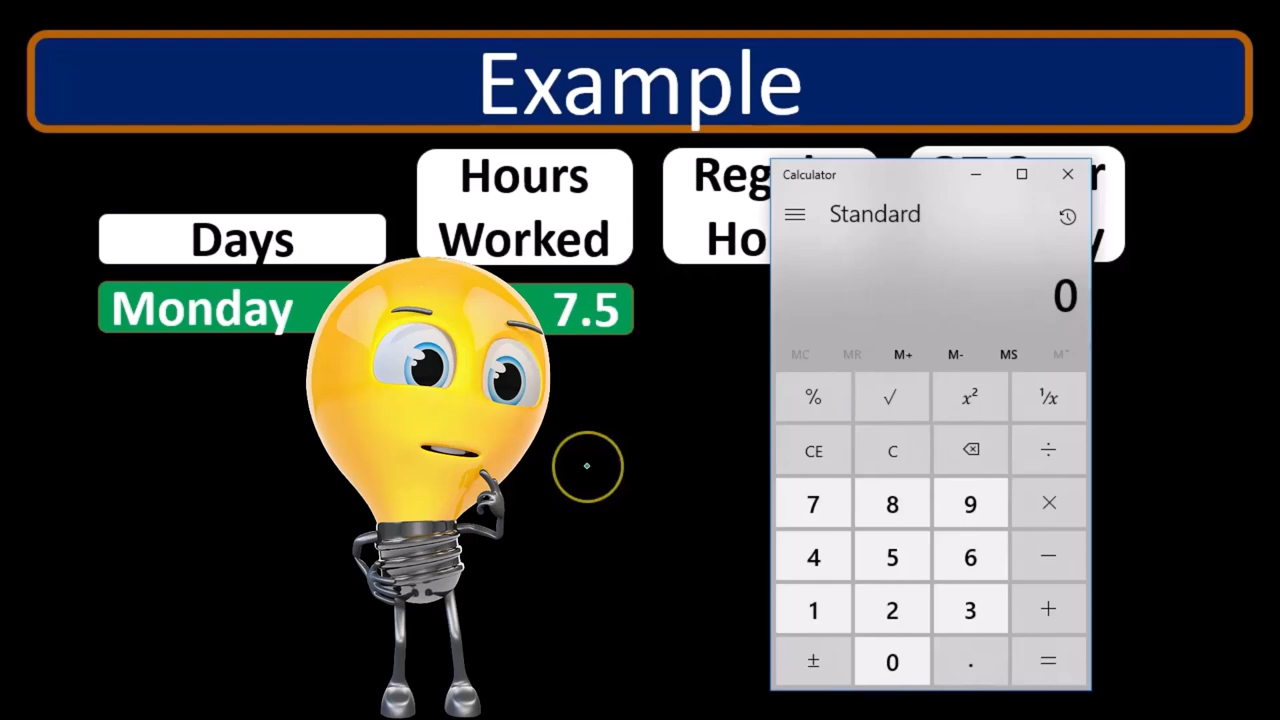 Example
Hours
Worked
Days
Monday 7.5
Calculator
Standard
0
MC MR M+ M- MS M˅
% √ x² ¹/x
CE C ⌫ ÷
7 8 9 ×
4 5 6 −
1 2 3 +
± 0 . =